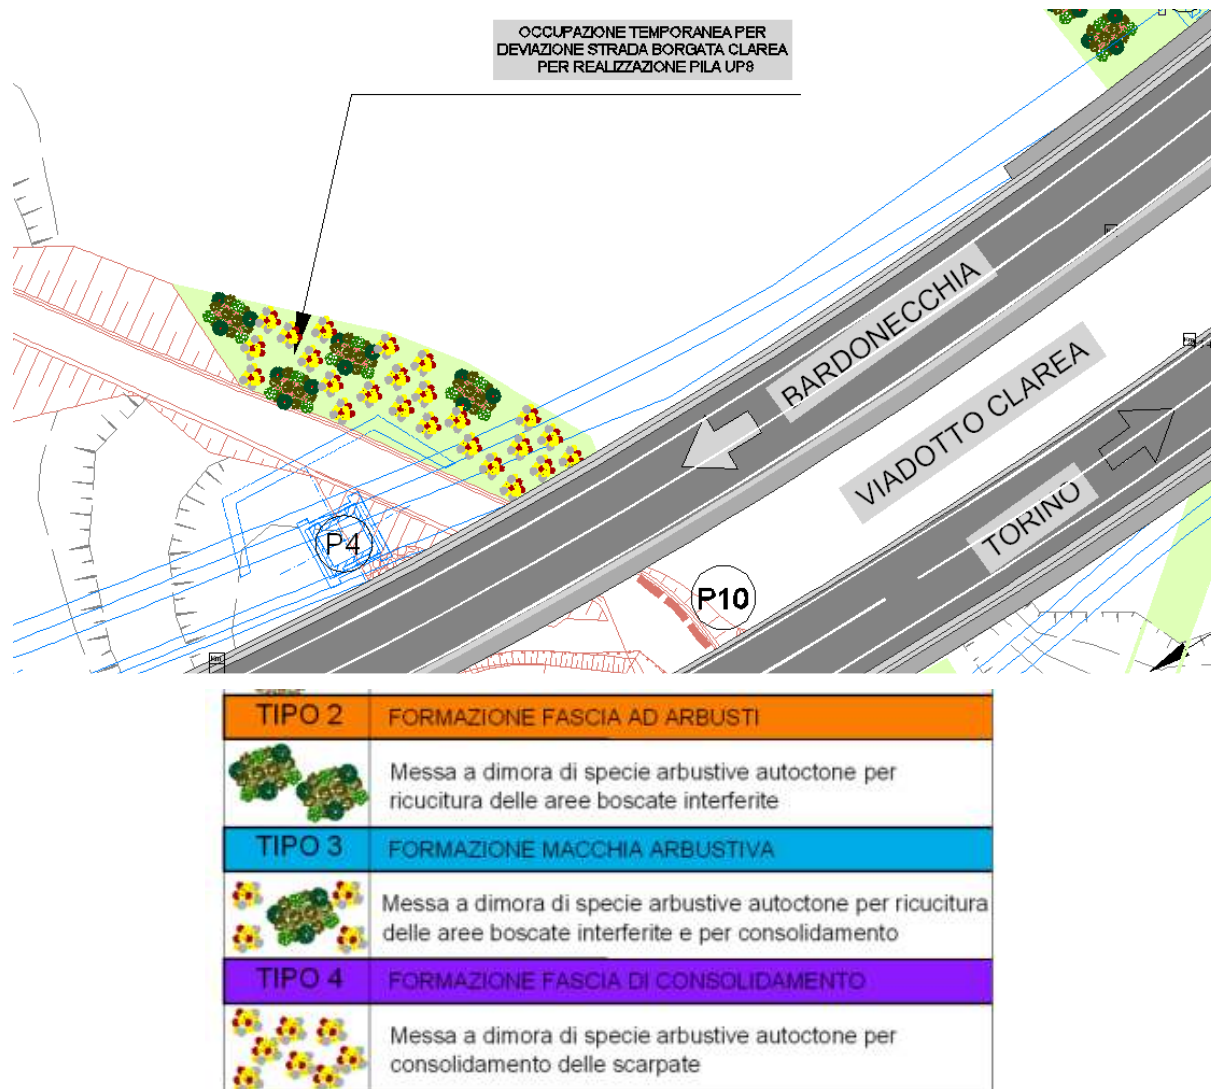 OCCUPAZIONE TEMPORANEA PER
DEVIAZIONE STRADA BORGATA CLAREA
PER REALIZZAZIONE PILA UP8
BARDONECCHIA
VIADOTTO CLAREA
TORINO
P4
P10
TIPO 2
FORMAZIONE FASCIA AD ARBUSTI
Messa a dimora di specie arbustive autoctone per
ricucitura delle aree boscate interferite
TIPO 3
FORMAZIONE MACCHIA ARBUSTIVA
Messa a dimora di specie arbustive autoctone per ricucitura
delle aree boscate interferite e per consolidamento
TIPO 4
FORMAZIONE FASCIA DI CONSOLIDAMENTO
Messa a dimora di specie arbustive autoctone per
consolidamento delle scarpate